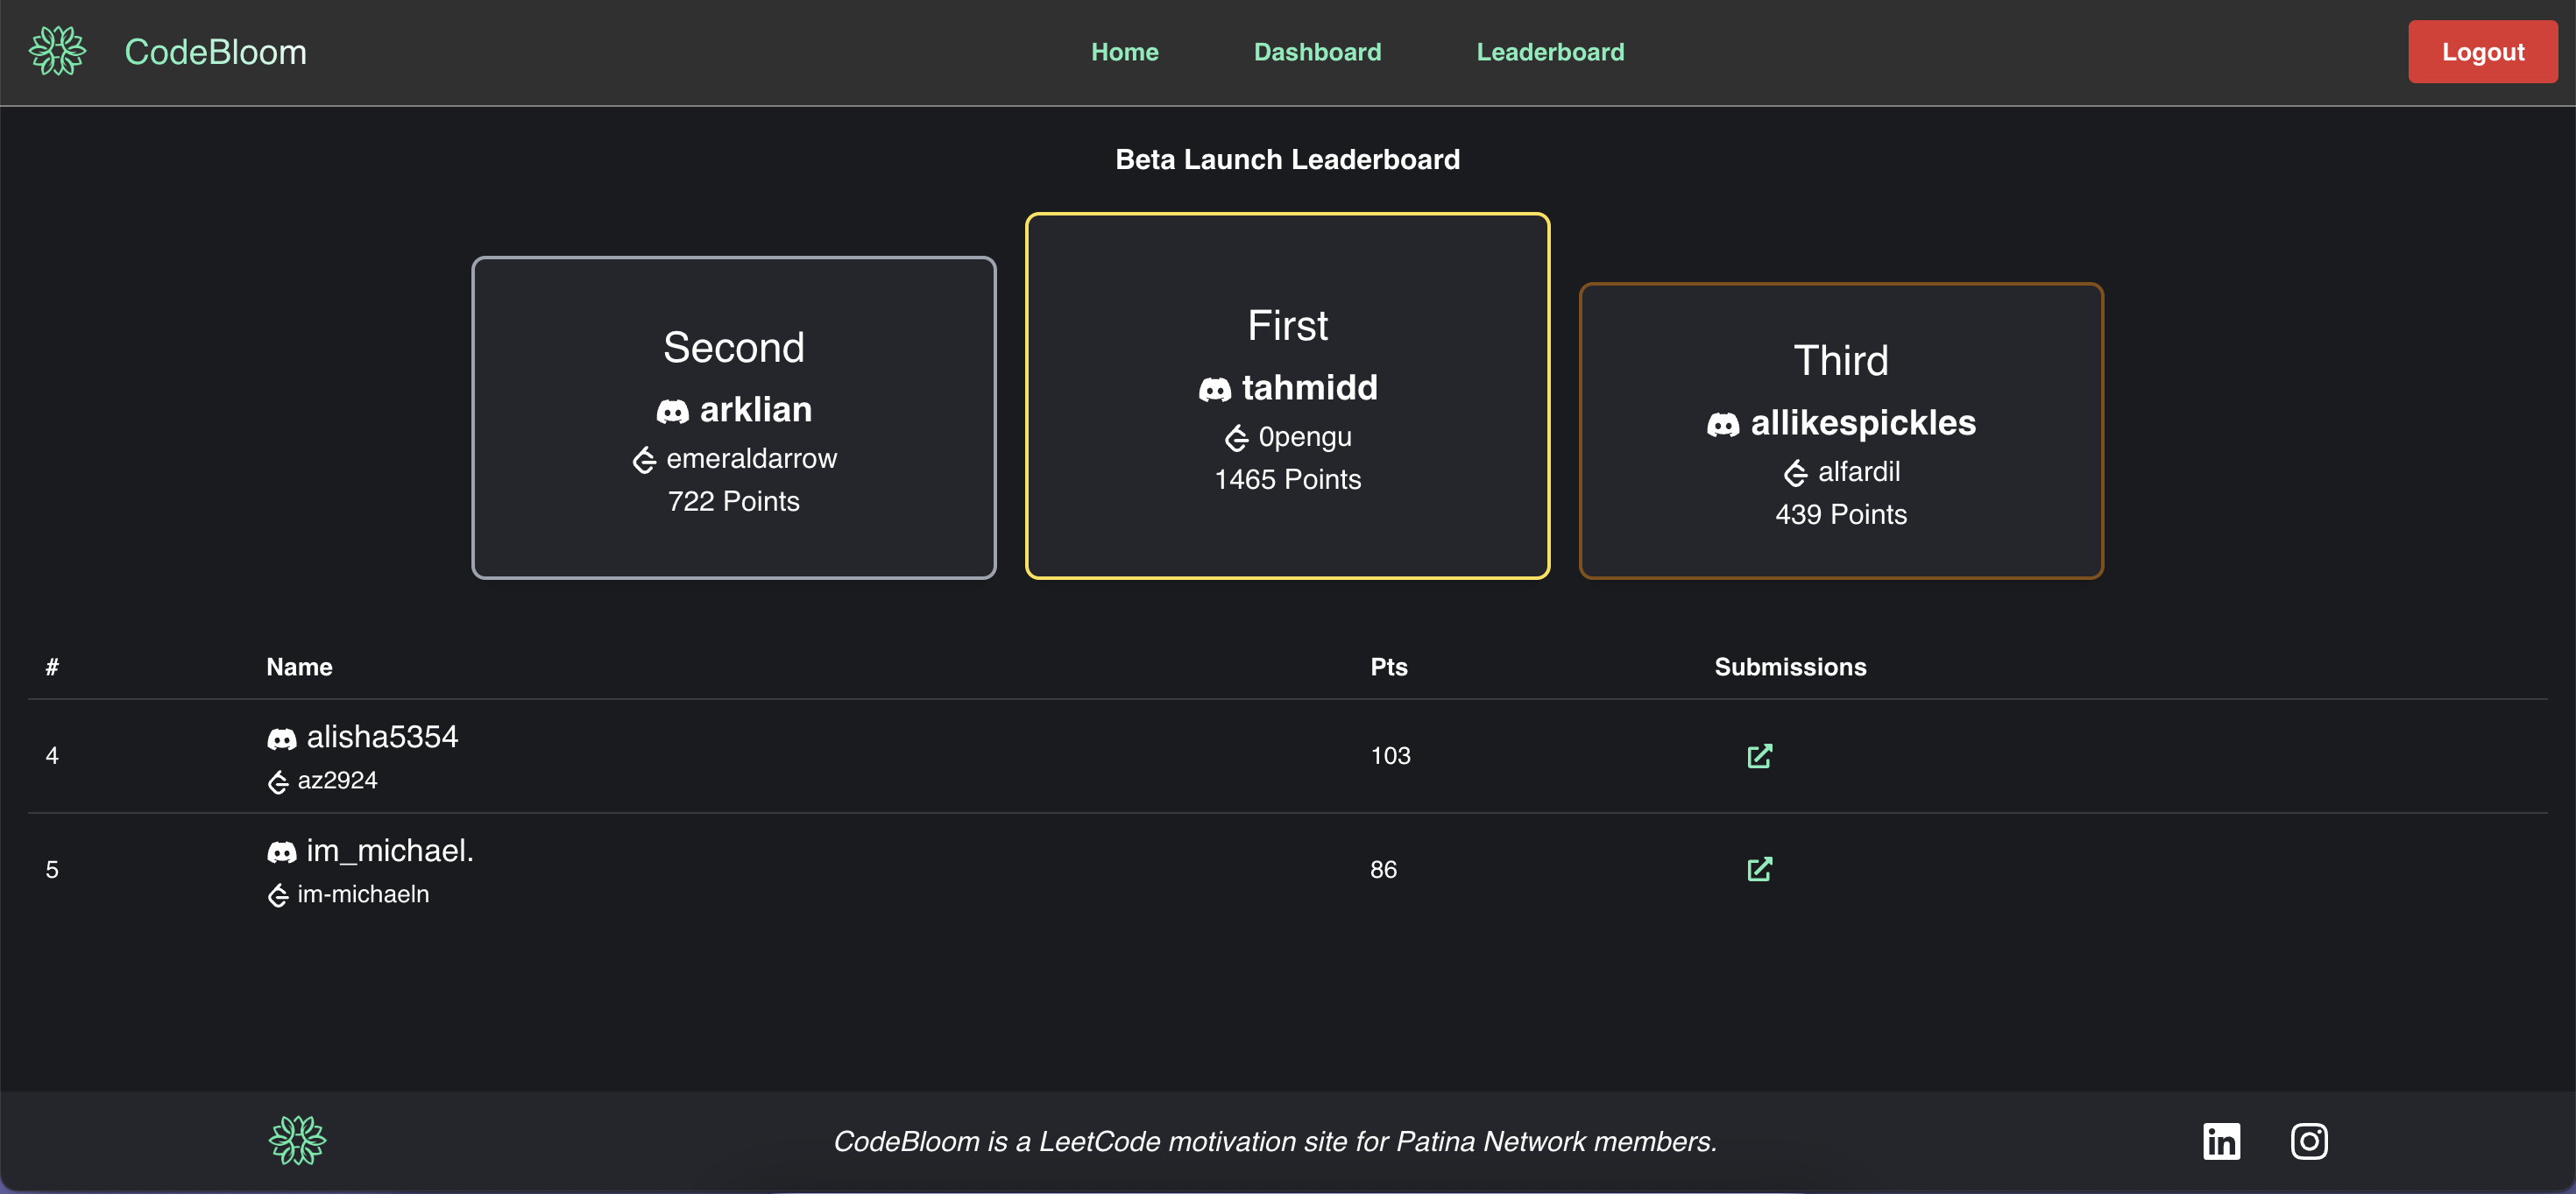 CodeBloom
Home Dashboard Leaderboard
Logout
Beta Launch Leaderboard
Second
arklian
emeraldarrow
722 Points
First
tahmidd
0pengu
1465 Points
Third
allikespickles
alfardil
439 Points
# Name Pts Submissions
4 alisha5354 103
az2924
5 im_michael. 86
im-michaeln
CodeBloom is a LeetCode motivation site for Patina Network members.
in